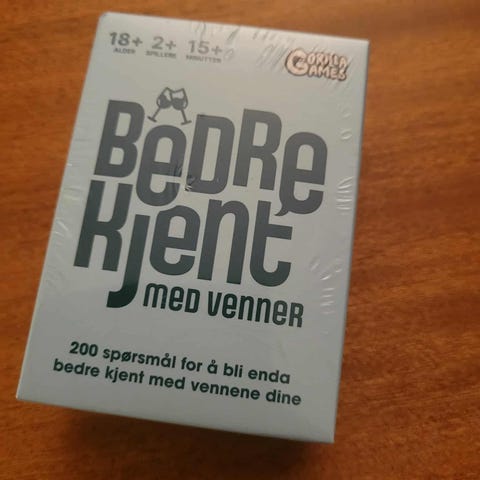 18+ 2+ 15+
ALDER SPILLERE MINUTTER
GORILLA
GAMES
BEDRE
KJENT
MED VENNER
200 spørsmål for å bli enda
bedre kjent med vennene dine